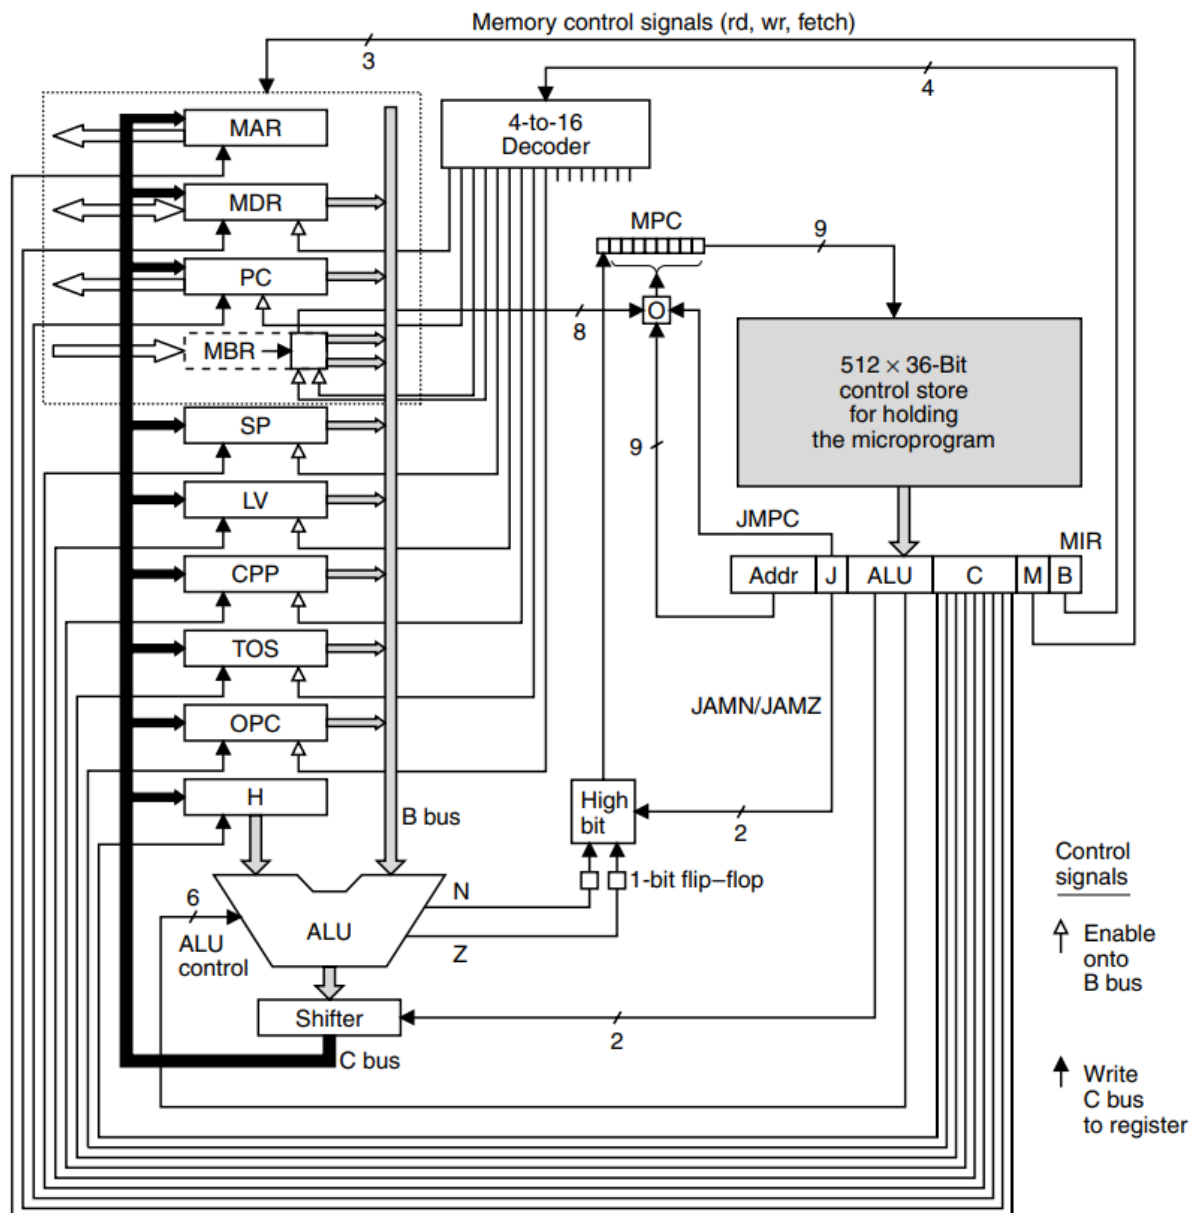 Memory control signals (rd, wr, fetch)
3
4
MAR
4-to-16
Decoder
MDR
MPC
9
PC
O
8
MBR
512 × 36-Bit
control store
for holding
the microprogram
SP
9
LV
JMPC
MIR
Addr J ALU C M B
CPP
TOS
JAMN/JAMZ
OPC
H
B bus
High
bit
2
Control
signals
1-bit flip–flop
N
6
ALU
control
ALU
Z
Enable
onto
B bus
Shifter
2
C bus
Write
C bus
to register